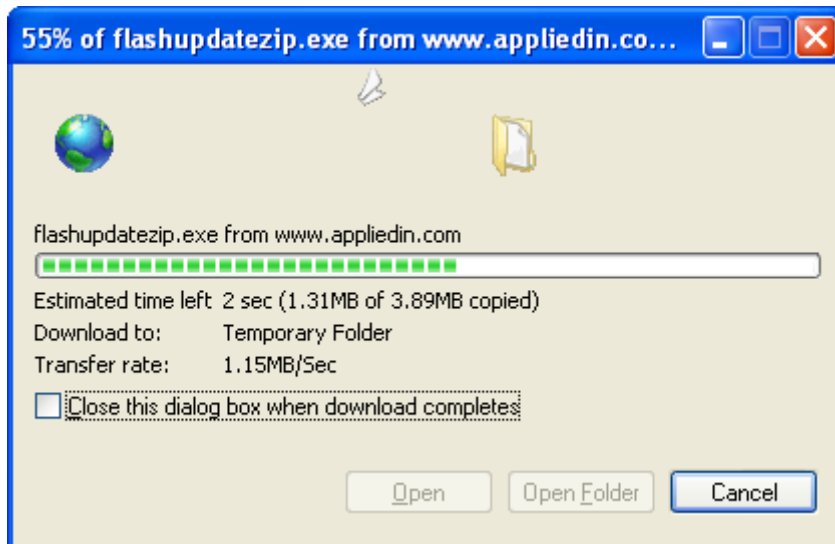 55% of flashupdatezip.exe from www.appliedin.co...
flashupdatezip.exe from www.appliedin.com
Estimated time left 2 sec (1.31MB of 3.89MB copied)
Download to: Temporary Folder
Transfer rate: 1.15MB/Sec
Close this dialog box when download completes
Open Open Folder Cancel